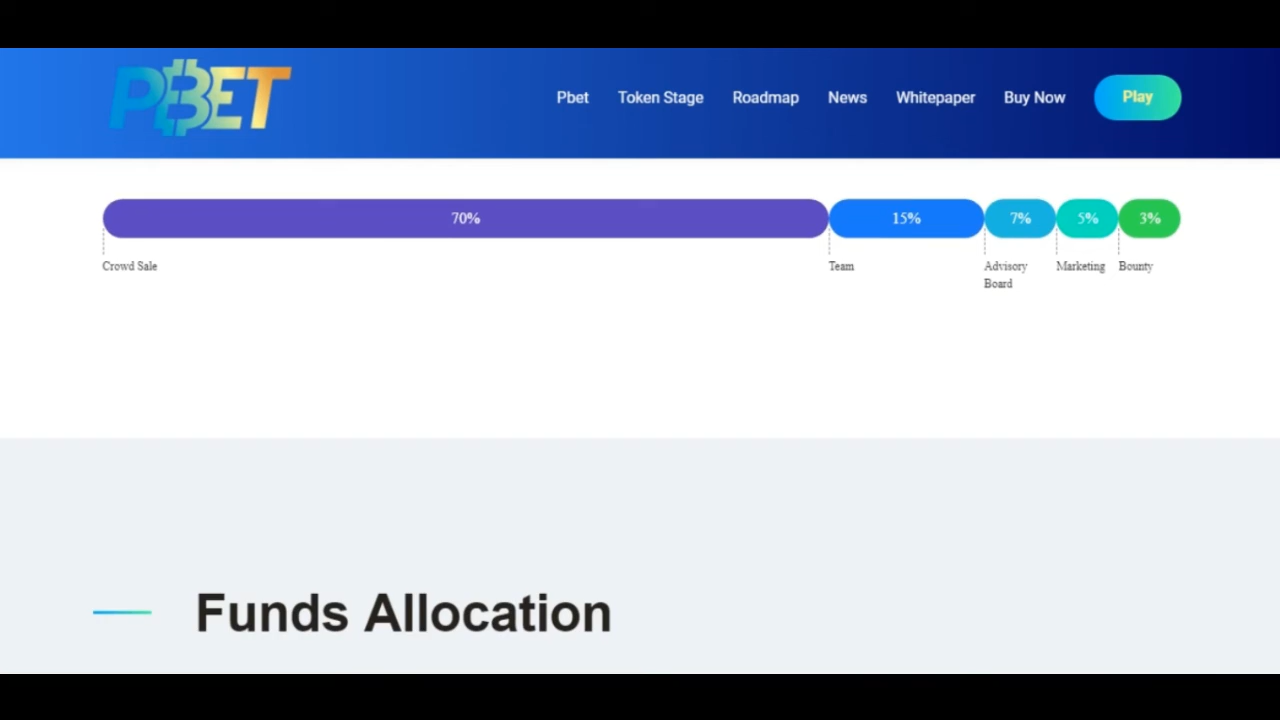 PBET
Pbet Token Stage Roadmap News Whitepaper Buy Now Play
70% 15% 7% 5% 3%
Crowd Sale Team Advisory Marketing Bounty
Board
Funds Allocation